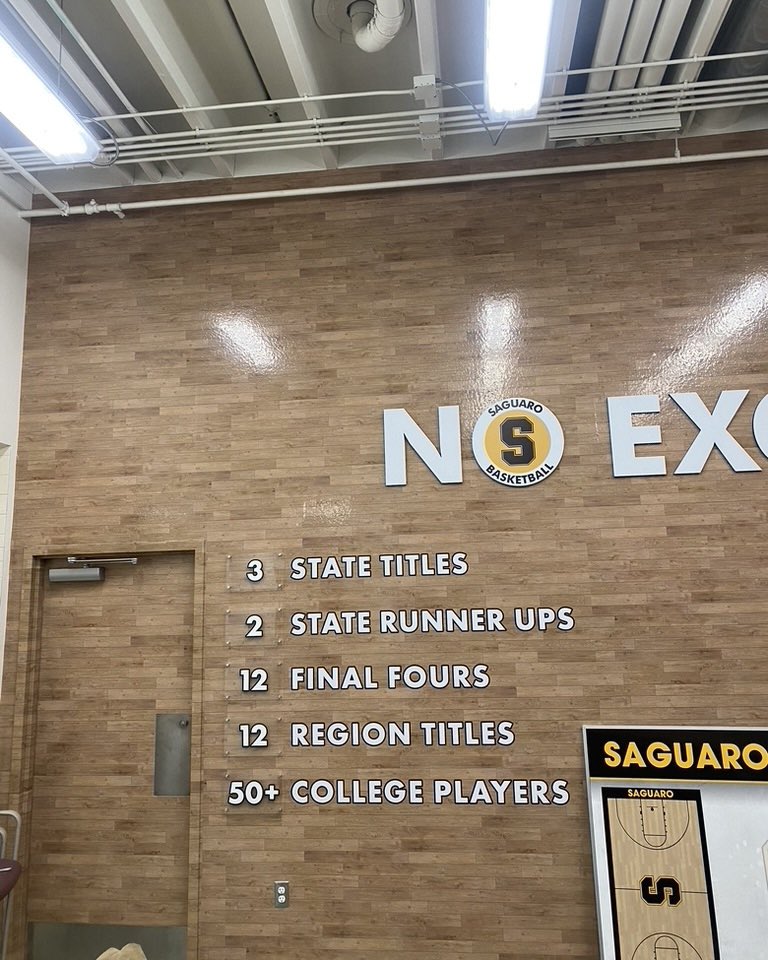 NO EXC
SAGUARO
S
BASKETBALL
3 STATE TITLES
2 STATE RUNNER UPS
12 FINAL FOURS
12 REGION TITLES
50+ COLLEGE PLAYERS
SAGUARO
SAGUARO
S